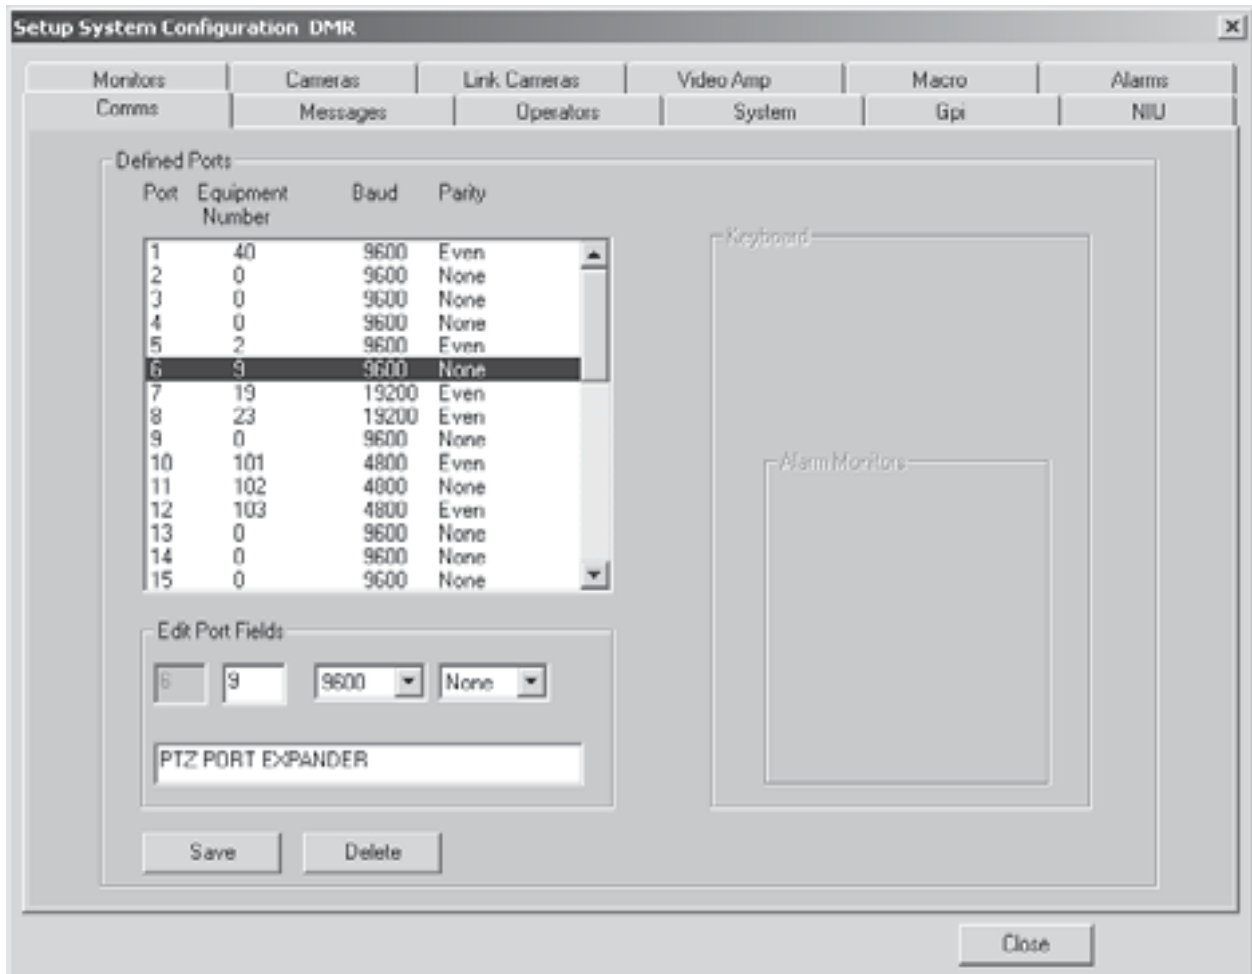 Setup System Configuration DMR
Monitors Cameras Link Cameras Video Amp Macro Alarms
Comms Messages Operators System Gpi NIU
Defined Ports
Port Equipment Number Baud Parity
1 40 9600 Even
2 0 9600 None
3 0 9600 None
4 0 9600 None
5 2 9600 Even
6 9 9600 None
7 19 19200 Even
8 23 19200 Even
9 0 9600 None
10 101 4800 Even
11 102 4800 None
12 103 4800 Even
13 0 9600 None
14 0 9600 None
15 0 9600 None
Keyboard
Alarm Monitors
Edit Port Fields
6 9 9600 None
PTZ PORT EXPANDER
Save Delete
Close